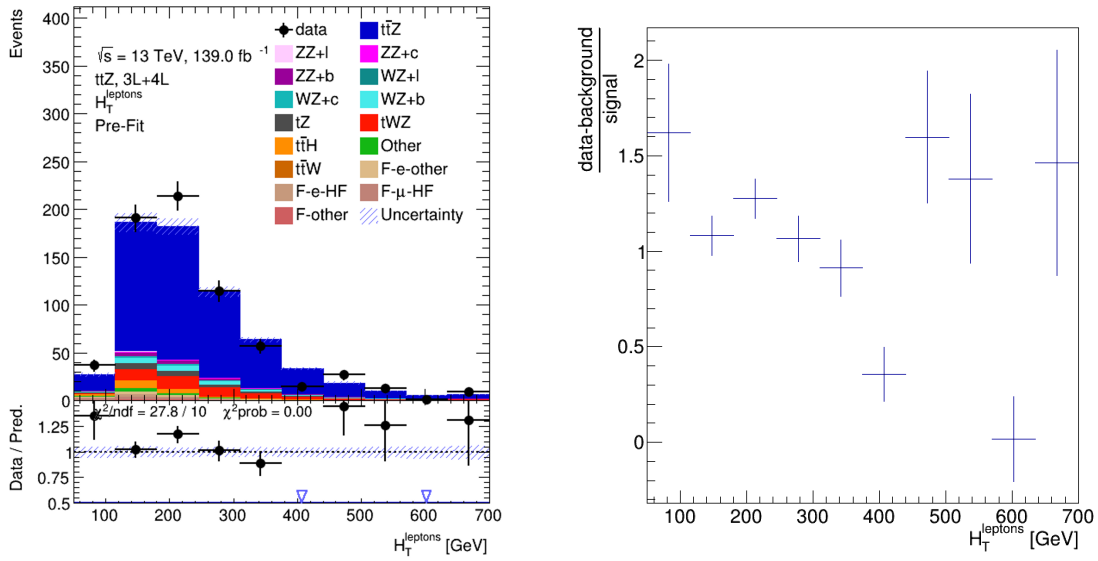 Events
400
350
300
250
200
150
100
50
0
√s = 13 TeV, 139.0 fb⁻¹
ttZ, 3L+4L
H_T^leptons
Pre-Fit
data
tt̄Z
ZZ+l
ZZ+c
ZZ+b
WZ+l
WZ+c
WZ+b
tZ
tWZ
tt̄H
Other
tt̄W
F-e-other
F-e-HF
F-μ-HF
F-other
Uncertainty
χ²/ndf = 27.8 / 10 χ²prob = 0.00
Data / Pred.
1.25
1
0.75
0.5
100 200 300 400 500 600 700
H_T^leptons [GeV]
data-background
signal
2
1.5
1
0.5
0
100 200 300 400 500 600 700
H_T^leptons [GeV]